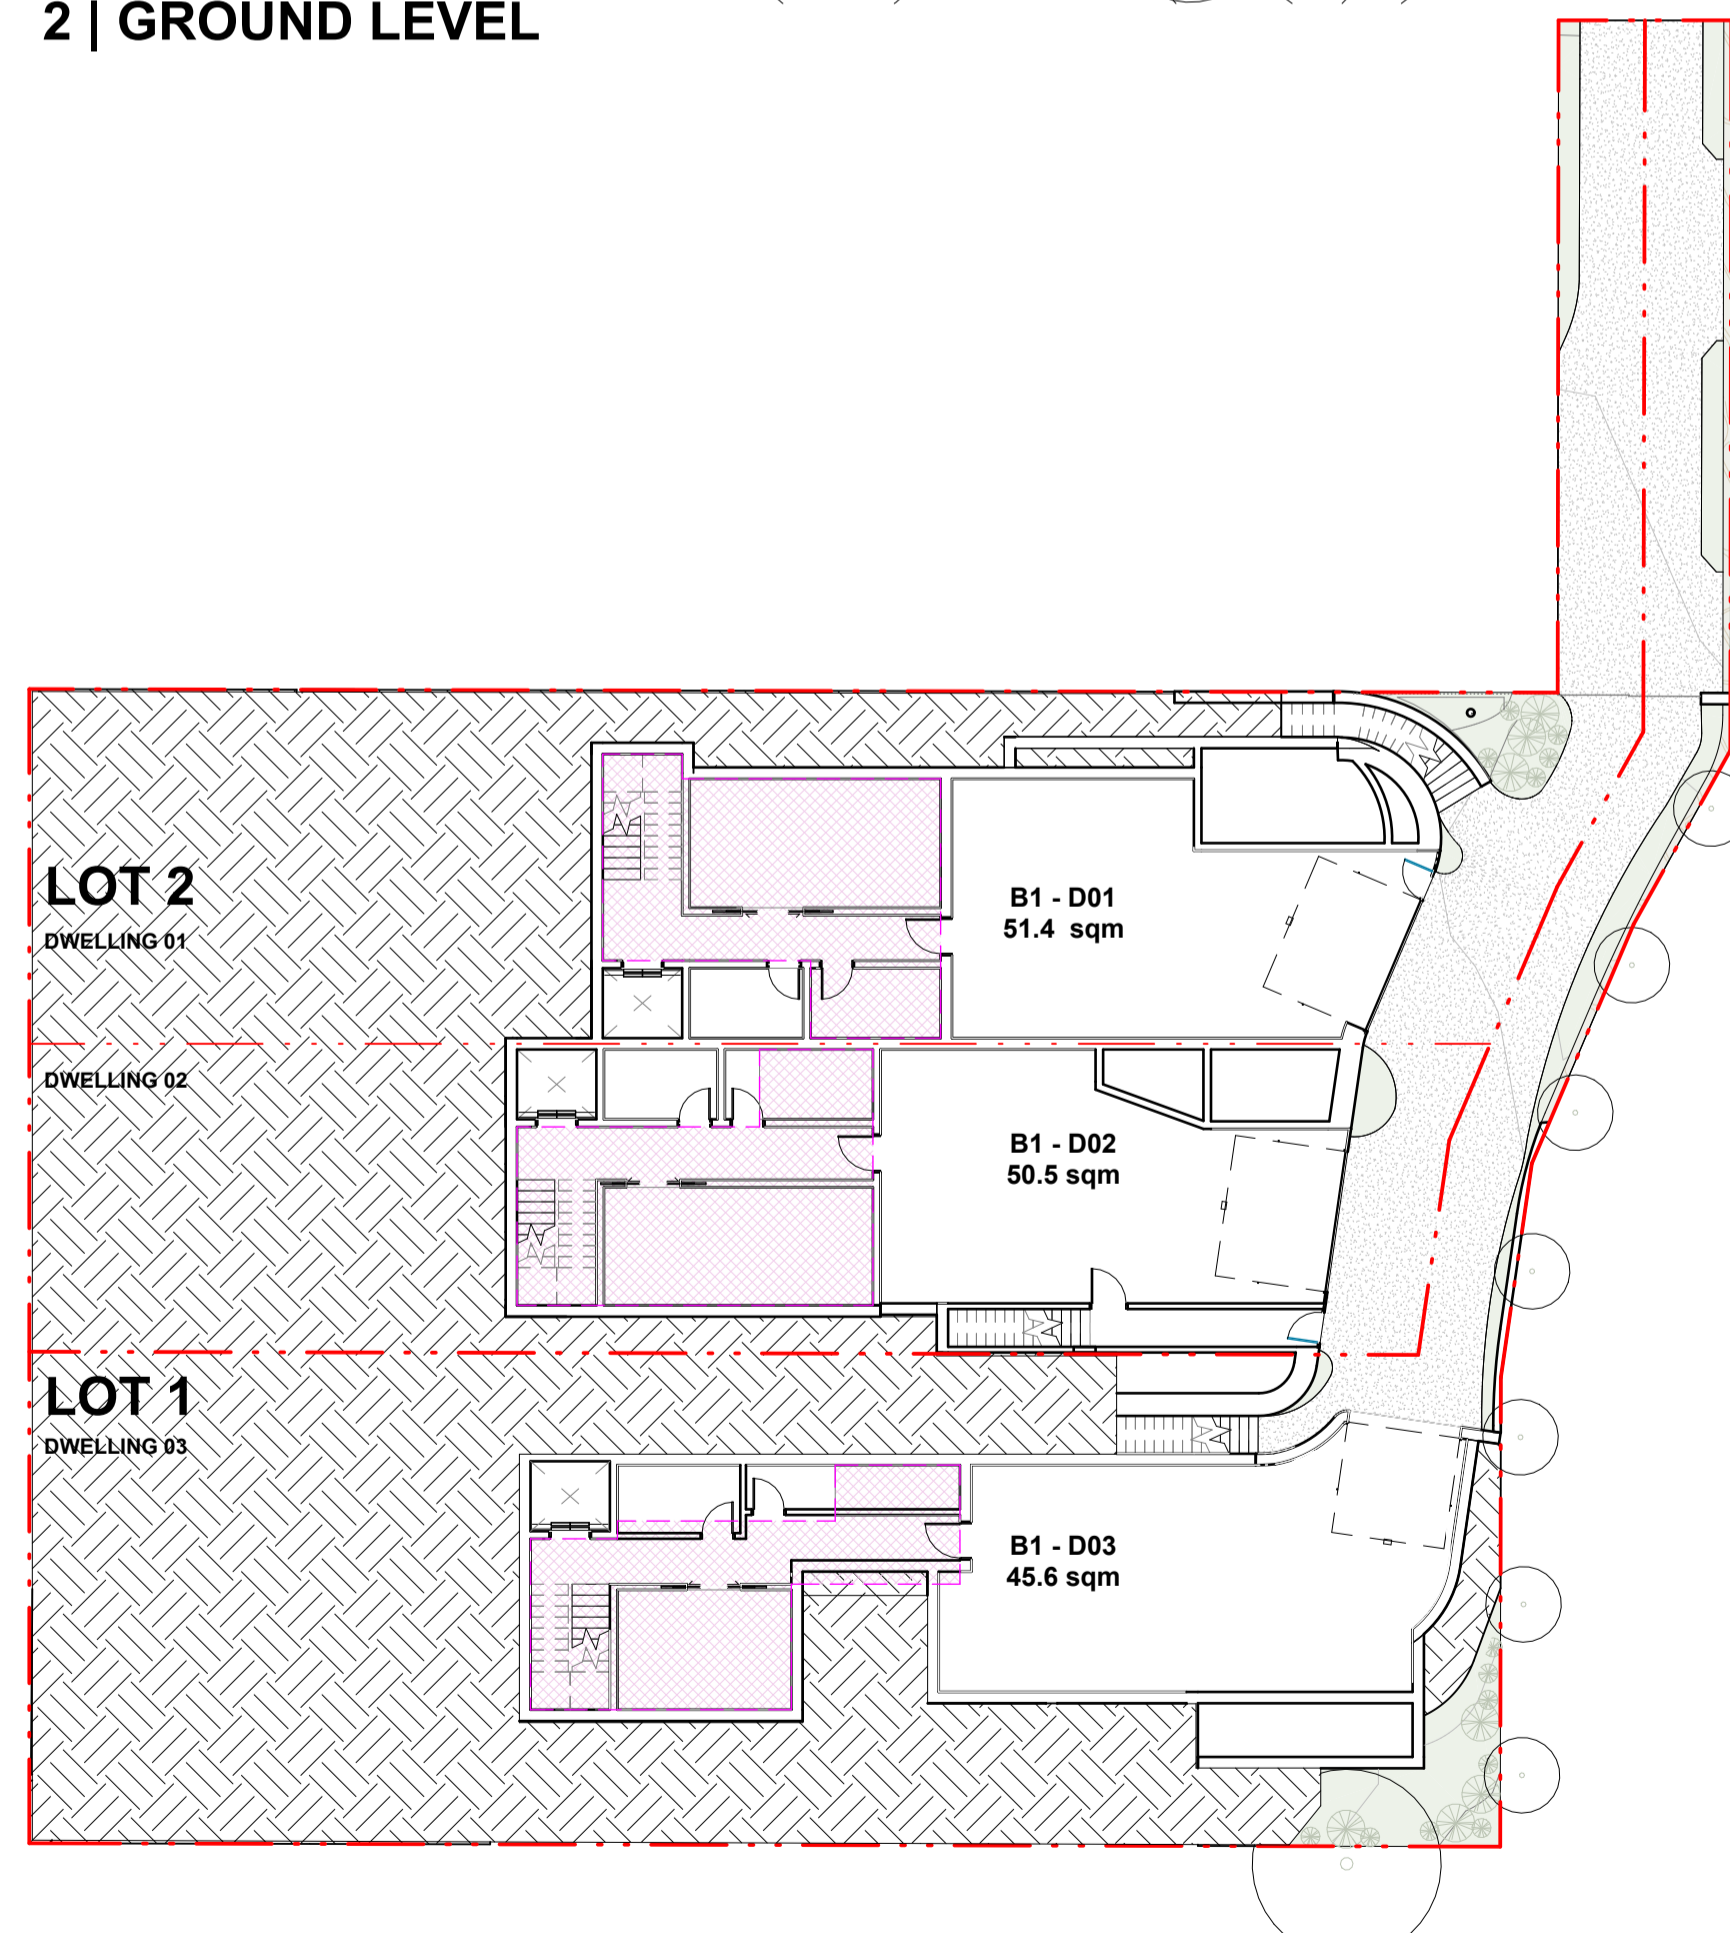 2 | GROUND LEVEL
LOT 2
DWELLING 01
B1 - D01
51.4 sqm
DWELLING 02
B1 - D02
50.5 sqm
LOT 1
DWELLING 03
B1 - D03
45.6 sqm